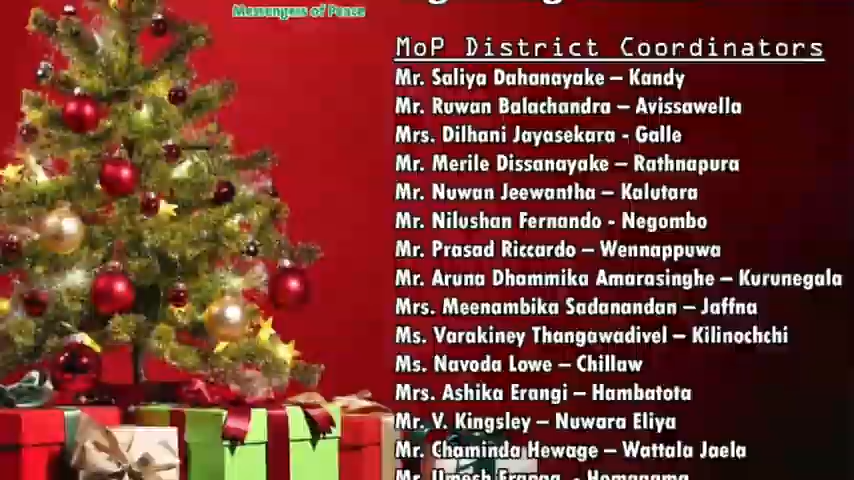 Messengers of Peace
MoP District Coordinators
Mr. Saliya Dahanayake – Kandy
Mr. Ruwan Balachandra – Avissawella
Mrs. Dilhani Jayasekara - Galle
Mr. Merile Dissanayake – Rathnapura
Mr. Nuwan Jeewantha – Kalutara
Mr. Nilushan Fernando - Negombo
Mr. Prasad Riccardo – Wennappuwa
Mr. Aruna Dhammika Amarasinghe – Kurunegala
Mrs. Meenambika Sadanandan – Jaffna
Ms. Varakiney Thangawadivel – Kilinochchi
Ms. Navoda Lowe – Chillaw
Mrs. Ashika Erangi – Hambatota
Mr. V. Kingsley – Nuwara Eliya
Mr. Chaminda Hewage – Wattala Jaela
Mr. Umesh